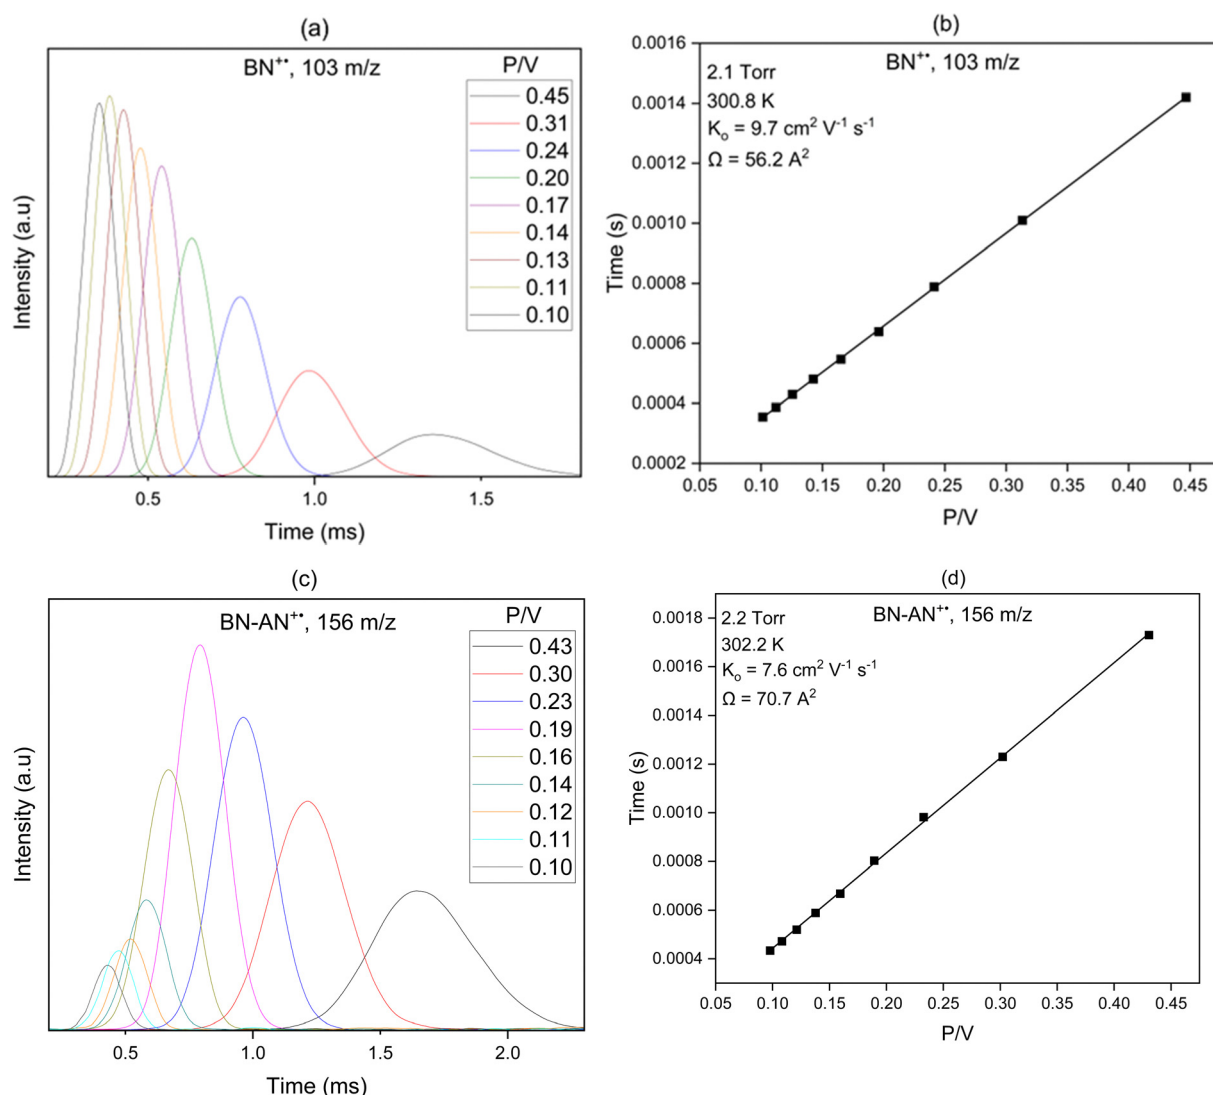 (a)
BN⁺•, 103 m/z
P/V
0.45
0.31
0.24
0.20
0.17
0.14
0.13
0.11
0.10
Intensity (a.u)
0.5
1.0
1.5
Time (ms)
(b)
BN⁺•, 103 m/z
2.1 Torr
300.8 K
Kₒ = 9.7 cm² V⁻¹ s⁻¹
Ω = 56.2 A²
Time (s)
0.0016
0.0014
0.0012
0.0010
0.0008
0.0006
0.0004
0.0002
0.05
0.10
0.15
0.20
0.25
0.30
0.35
0.40
0.45
P/V
(c)
BN-AN⁺•, 156 m/z
P/V
0.43
0.30
0.23
0.19
0.16
0.14
0.12
0.11
0.10
Intensity (a.u)
0.5
1.0
1.5
2.0
Time (ms)
(d)
BN-AN⁺•, 156 m/z
2.2 Torr
302.2 K
Kₒ = 7.6 cm² V⁻¹ s⁻¹
Ω = 70.7 A²
Time (s)
0.0018
0.0016
0.0014
0.0012
0.0010
0.0008
0.0006
0.0004
0.05
0.10
0.15
0.20
0.25
0.30
0.35
0.40
0.45
P/V